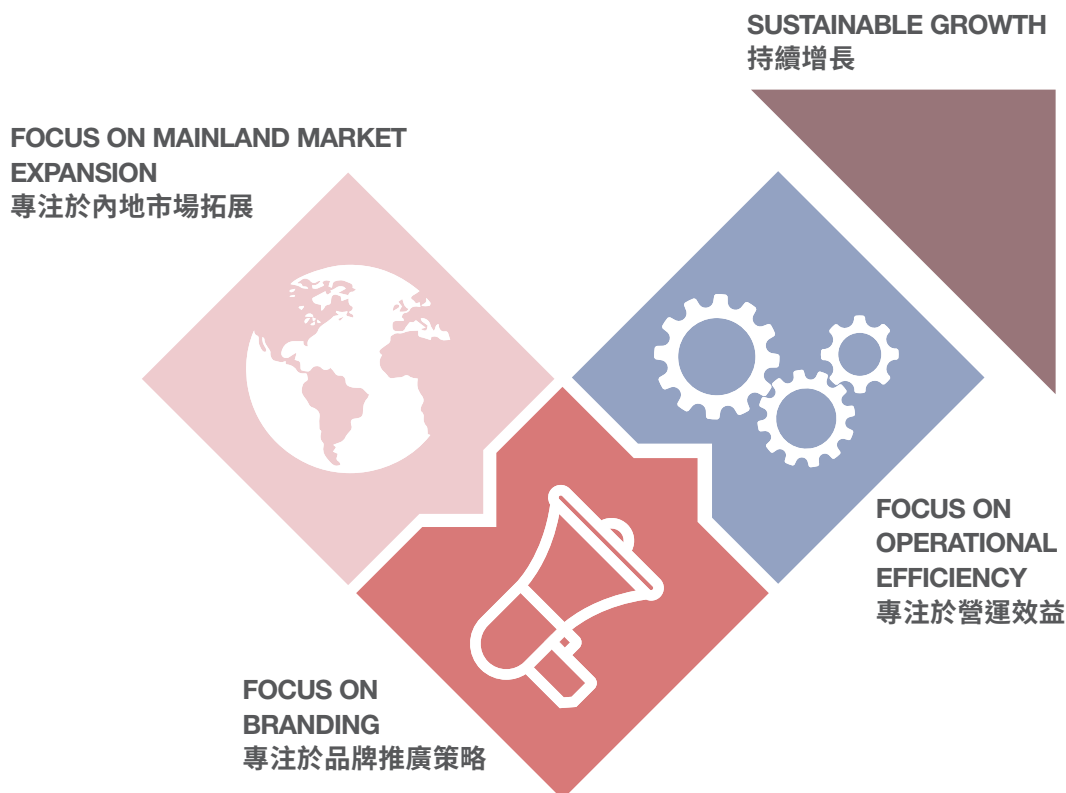 SUSTAINABLE GROWTH
持續增長
FOCUS ON MAINLAND MARKET
EXPANSION
專注於內地市場拓展
FOCUS ON
OPERATIONAL
EFFICIENCY
專注於營運效益
FOCUS ON
BRANDING
專注於品牌推廣策略